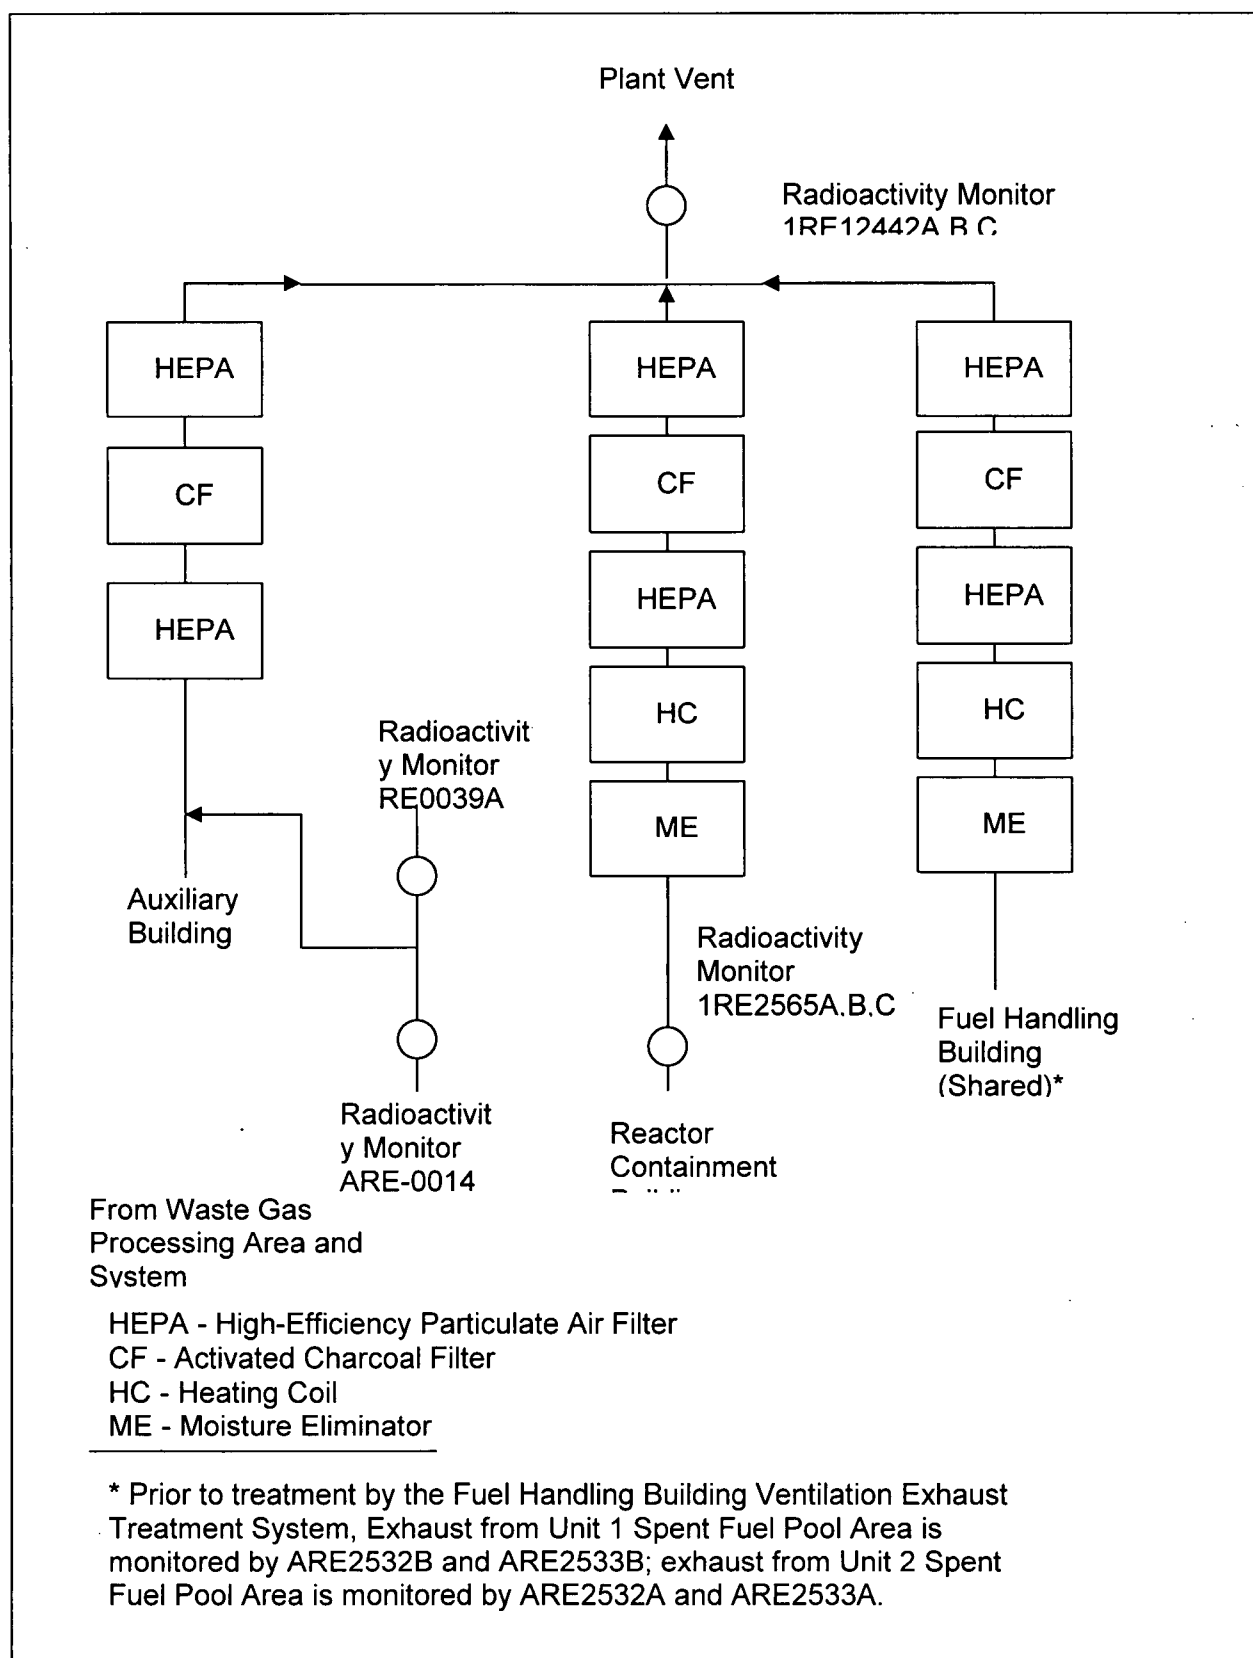 Plant Vent
Radioactivity Monitor
1RE12442A,B,C
HEPA
HEPA
HEPA
CF
CF
CF
HEPA
HEPA
HEPA
HC
HC
Radioactivit
y Monitor
RE0039A
ME
ME
Auxiliary
Building
Radioactivity
Monitor
1RE2565A,B,C
Fuel Handling
Building
(Shared)*
Radioactivit
y Monitor
ARE-0014
Reactor
Containment
From Waste Gas
Processing Area and
System
HEPA - High-Efficiency Particulate Air Filter
CF - Activated Charcoal Filter
HC - Heating Coil
ME - Moisture Eliminator
* Prior to treatment by the Fuel Handling Building Ventilation Exhaust
Treatment System, Exhaust from Unit 1 Spent Fuel Pool Area is
monitored by ARE2532B and ARE2533B; exhaust from Unit 2 Spent
Fuel Pool Area is monitored by ARE2532A and ARE2533A.